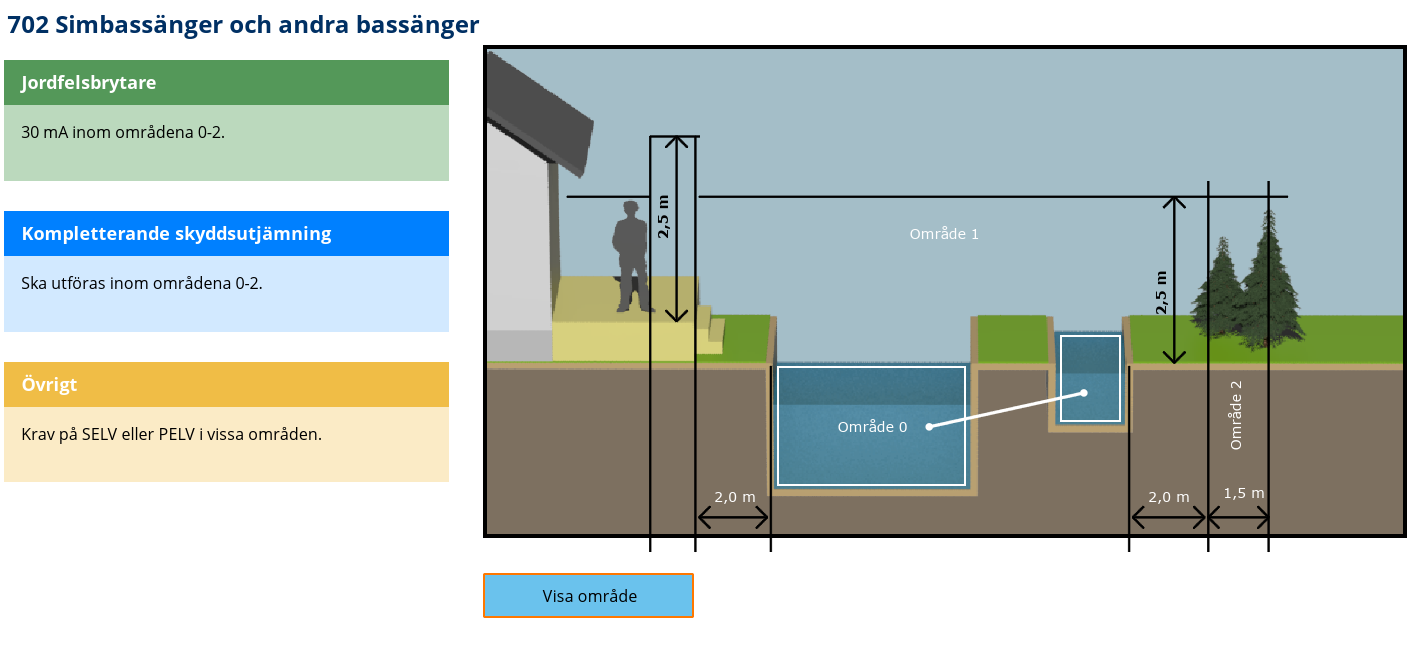 702 Simbassänger och andra bassänger
Jordfelsbrytare
30 mA inom områdena 0-2.
Kompletterande skyddsutjämning
Ska utföras inom områdena 0-2.
Övrigt
Krav på SELV eller PELV i vissa områden.
2,5 m
Område 1
2,5 m
Område 0
Område 2
2,0 m
2,0 m
1,5 m
Visa område